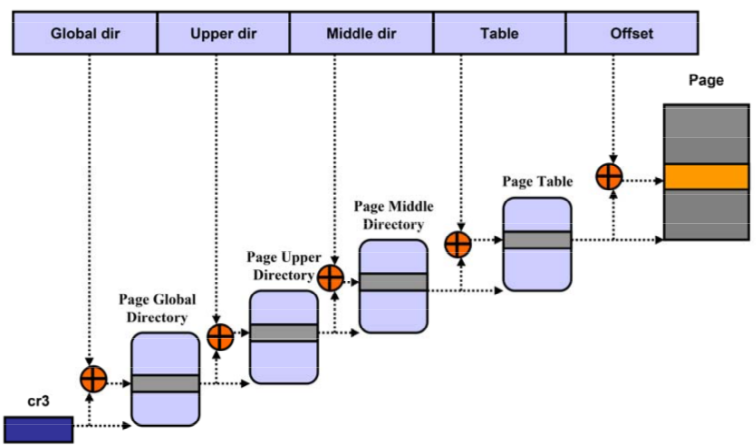 Global dir
Upper dir
Middle dir
Table
Offset
Page
Page Table
Page Middle
Directory
Page Upper
Directory
Page Global
Directory
cr3